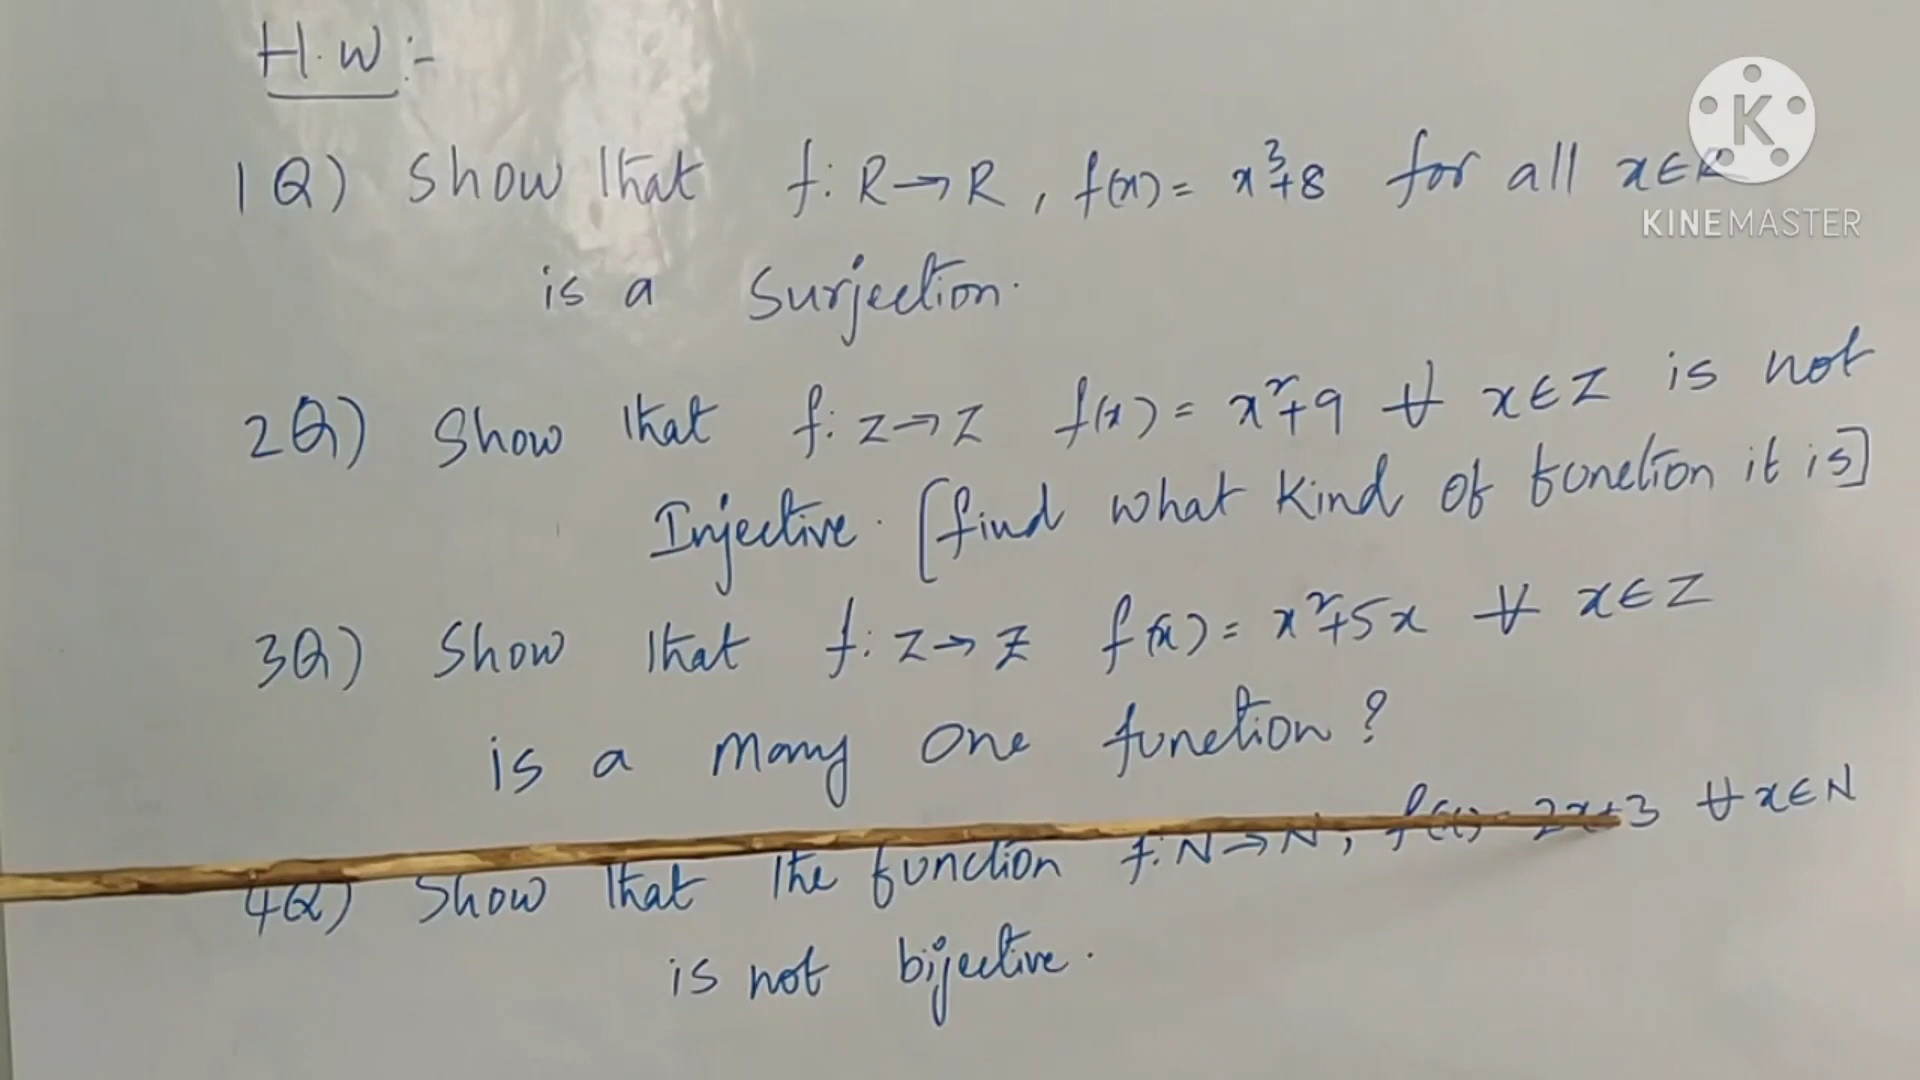 H.W:-
1Q) Show that f: R→R, f(x) = x³+8 for all x∈R
KINEMASTER
is a Surjection.
2Q) Show that f: Z→Z f(x) = x²+9 ∀ x∈Z is not
Injective. [find what kind of function it is]
3Q) Show that f: Z→Z f(x) = x²+5x ∀ x∈Z
is a Many One function?
4Q) Show that the function f: N→N, f(x) = 2x+3 ∀ x∈N
is not bijective.